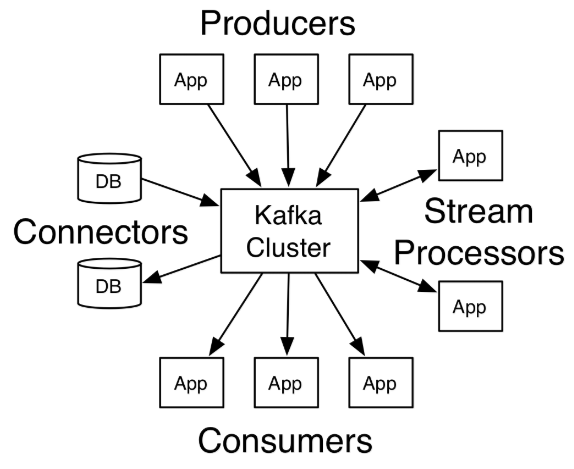 Producers
App
App
App
DB
App
Kafka
Cluster
Stream
Processors
Connectors
DB
App
App
App
App
Consumers